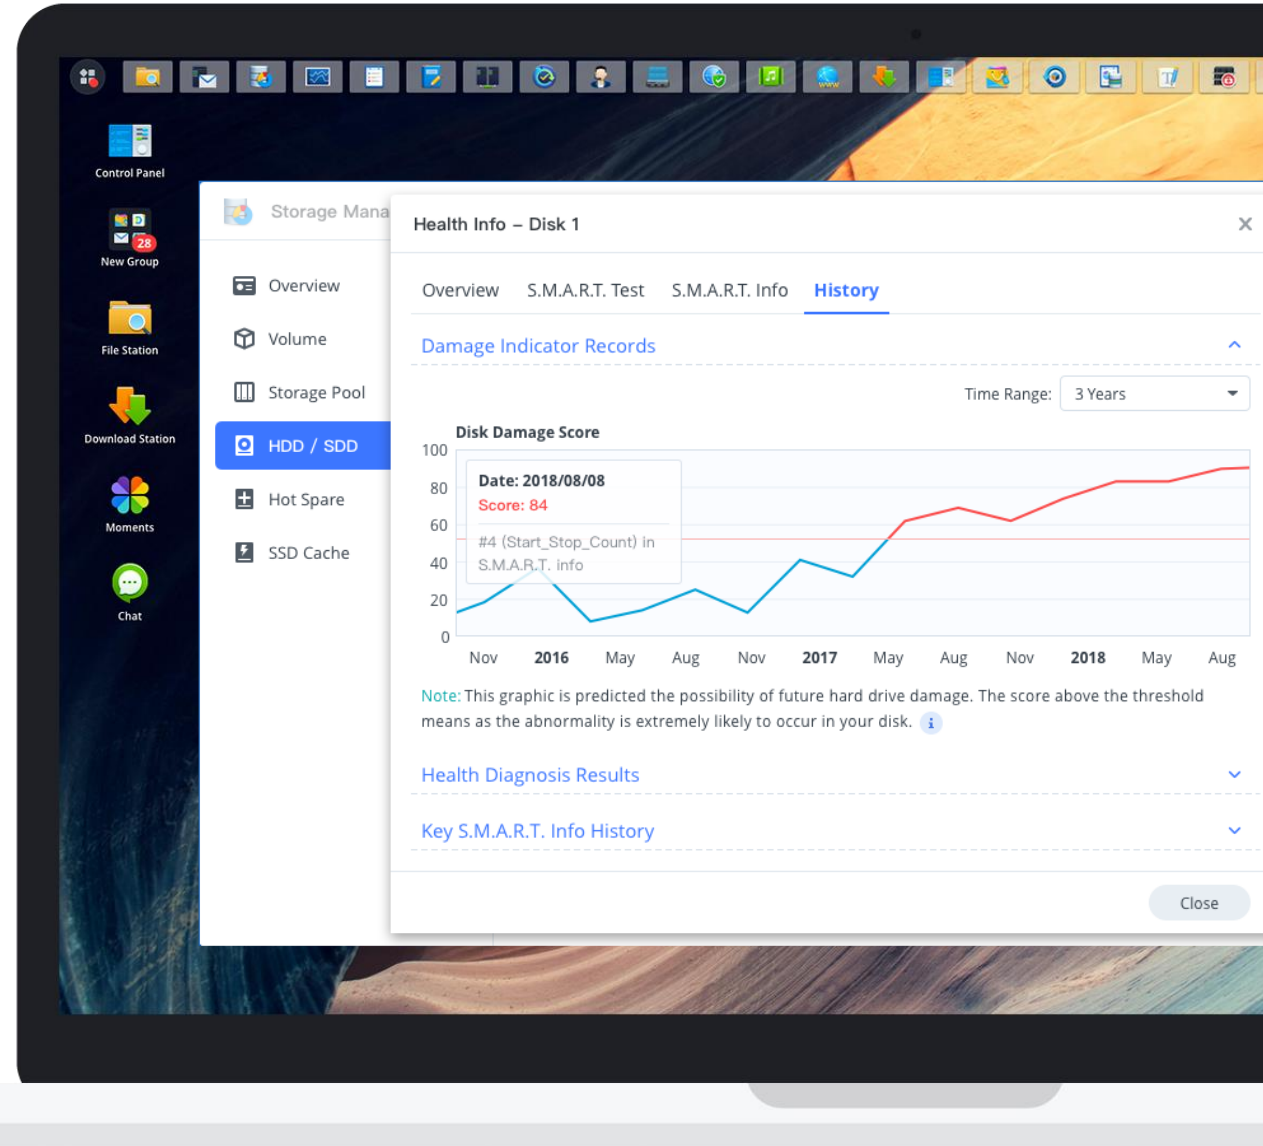 Control Panel
28
New Group
File Station
Download Station
Moments
Chat
Storage Mana
Overview
Volume
Storage Pool
HDD / SDD
Hot Spare
SSD Cache
Health Info – Disk 1
Overview S.M.A.R.T. Test S.M.A.R.T. Info History
Damage Indicator Records
Time Range: 3 Years
Disk Damage Score
100
80
60
40
20
0
Date: 2018/08/08
Score: 84
#4 (Start_Stop_Count) in
S.M.A.R.T. info
Nov 2016 May Aug Nov 2017 May Aug Nov 2018 May Aug
Note: This graphic is predicted the possibility of future hard drive damage. The score above the threshold
means as the abnormality is extremely likely to occur in your disk. i
Health Diagnosis Results
Key S.M.A.R.T. Info History
Close